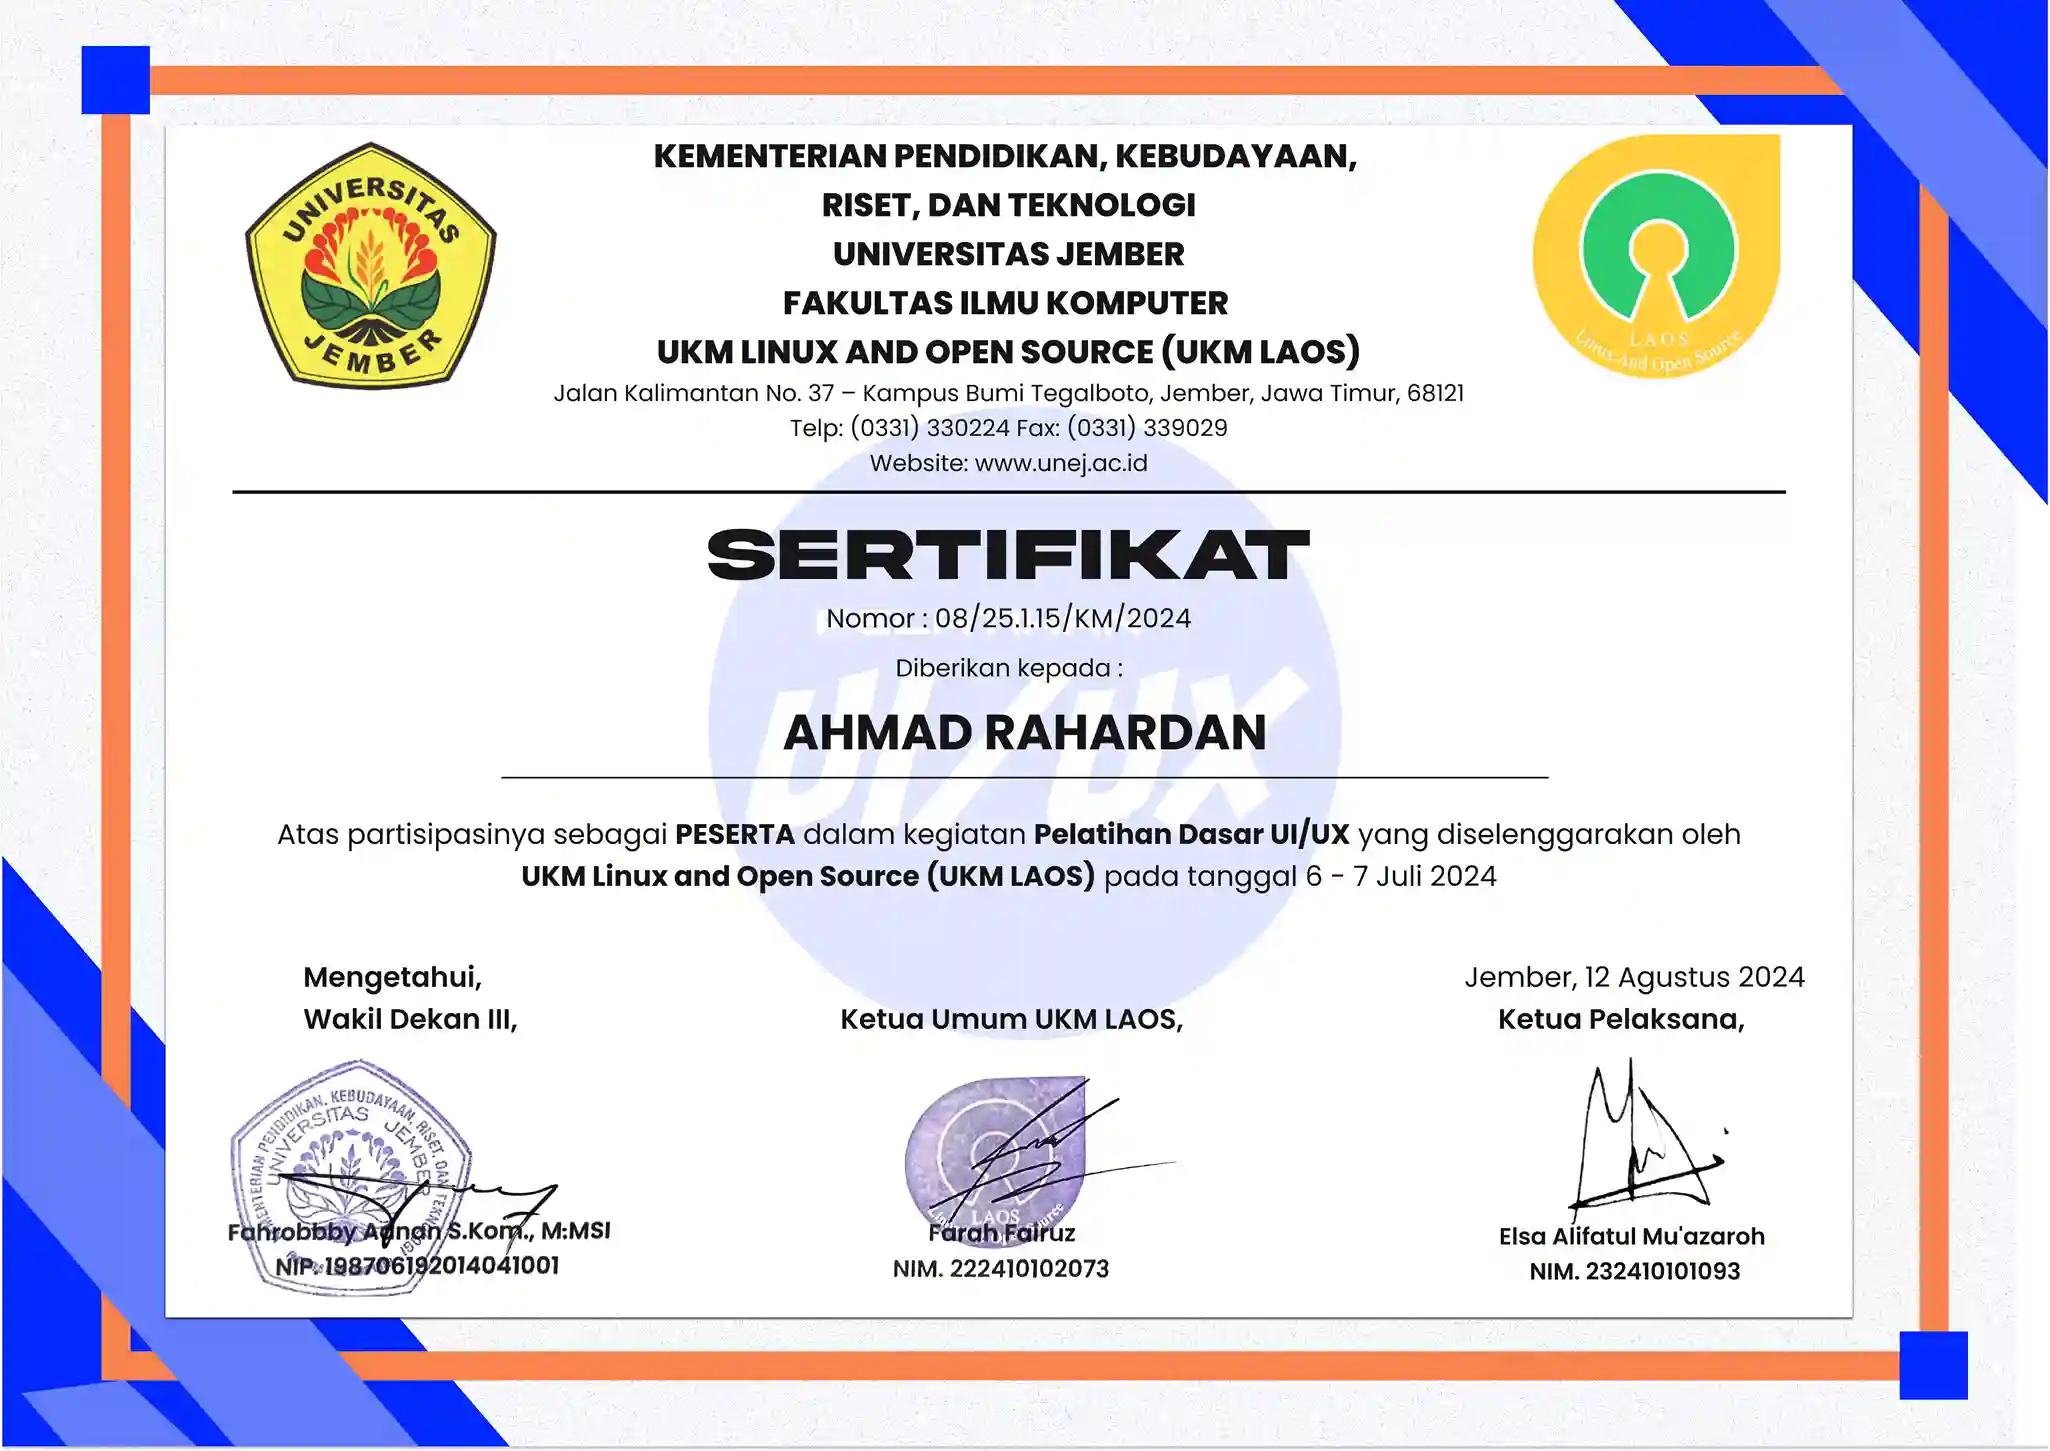 UNIVERSITAS
JEMBER
KEMENTERIAN PENDIDIKAN, KEBUDAYAAN,
RISET, DAN TEKNOLOGI
UNIVERSITAS JEMBER
FAKULTAS ILMU KOMPUTER
UKM LINUX AND OPEN SOURCE (UKM LAOS)
Jalan Kalimantan No. 37 – Kampus Bumi Tegalboto, Jember, Jawa Timur, 68121
Telp: (0331) 330224 Fax: (0331) 339029
Website: www.unej.ac.id
LAOS
Linux And Open Source
SERTIFIKAT
Nomor : 08/25.1.15/KM/2024
Diberikan kepada :
UI/UX
AHMAD RAHARDAN
Atas partisipasinya sebagai PESERTA dalam kegiatan Pelatihan Dasar UI/UX yang diselenggarakan oleh
UKM Linux and Open Source (UKM LAOS) pada tanggal 6 - 7 Juli 2024
Mengetahui,
Wakil Dekan III,
KEMENTERIAN PENDIDIKAN, KEBUDAYAAN, RISET, DAN TEKNOLOGI
UNIVERSITAS JEMBER
Fahrobbby Adnan S.Kom., M.MSI
NIP. 198706192014041001
Ketua Umum UKM LAOS,
LAOS
Farah Fairuz
NIM. 222410102073
Jember, 12 Agustus 2024
Ketua Pelaksana,
Elsa Alifatul Mu'azaroh
NIM. 232410101093